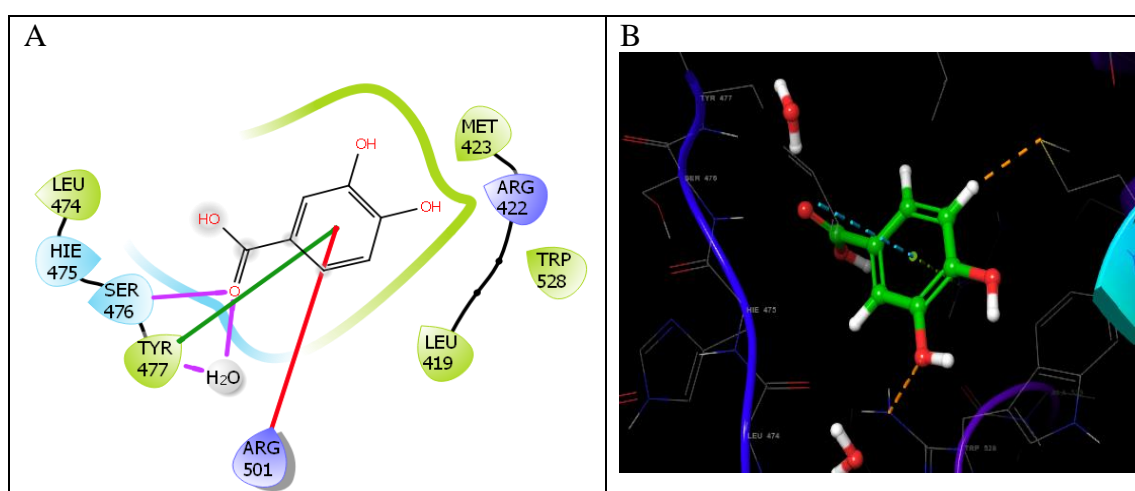 A
OH
MET
423
LEU
474
ARG
422
HO
OH
HIE
475
TRP
528
SER
476
O
TYR
477
H2O
LEU
419
ARG
501
B
TYR 477
SER 476
HIE 475
LEU 474
TRP 528